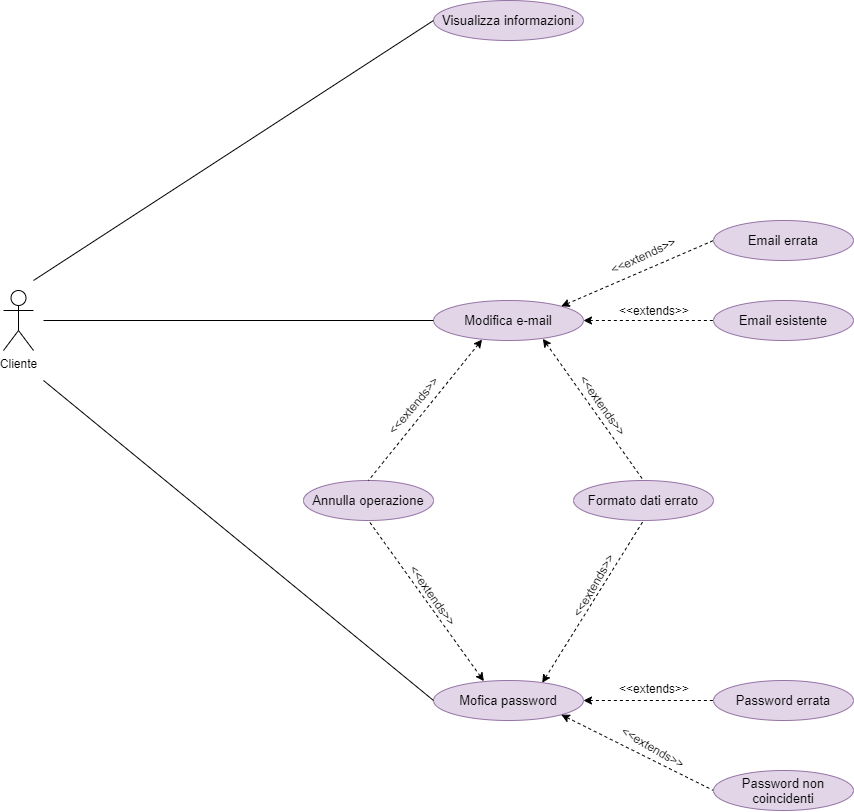 Visualizza informazioni
Email errata
<<extends>>
<<extends>>
Modifica e-mail
Email esistente
Cliente
<<extends>>
<<extends>>
Annulla operazione
Formato dati errato
<<extends>>
<<extends>>
Mofica password
<<extends>>
Password errata
<<extends>>
Password non
coincidenti